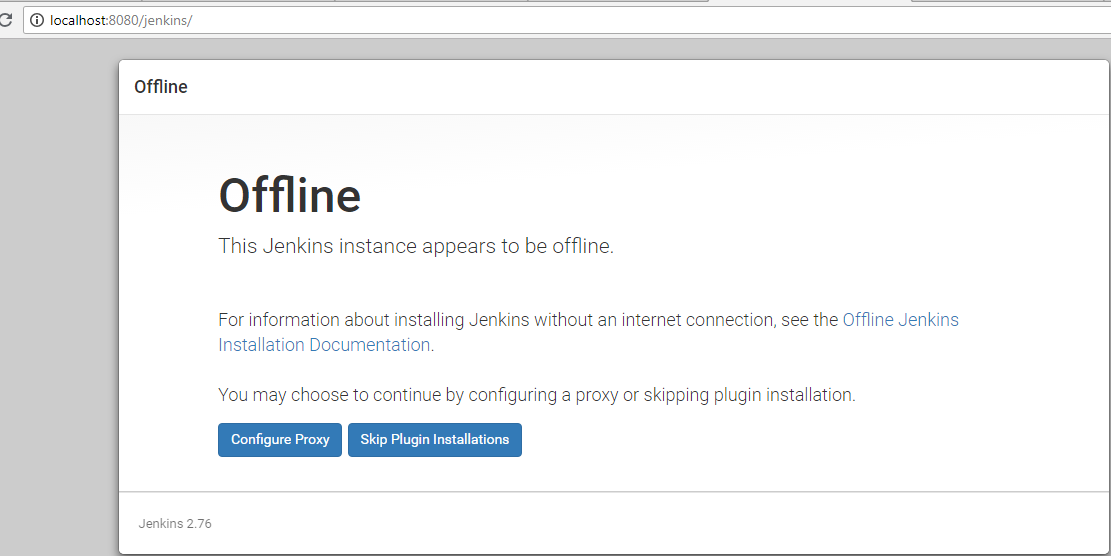 localhost:8080/jenkins/
Offline
Offline
This Jenkins instance appears to be offline.
For information about installing Jenkins without an internet connection, see the Offline Jenkins
Installation Documentation.
You may choose to continue by configuring a proxy or skipping plugin installation.
Configure Proxy Skip Plugin Installations
Jenkins 2.76